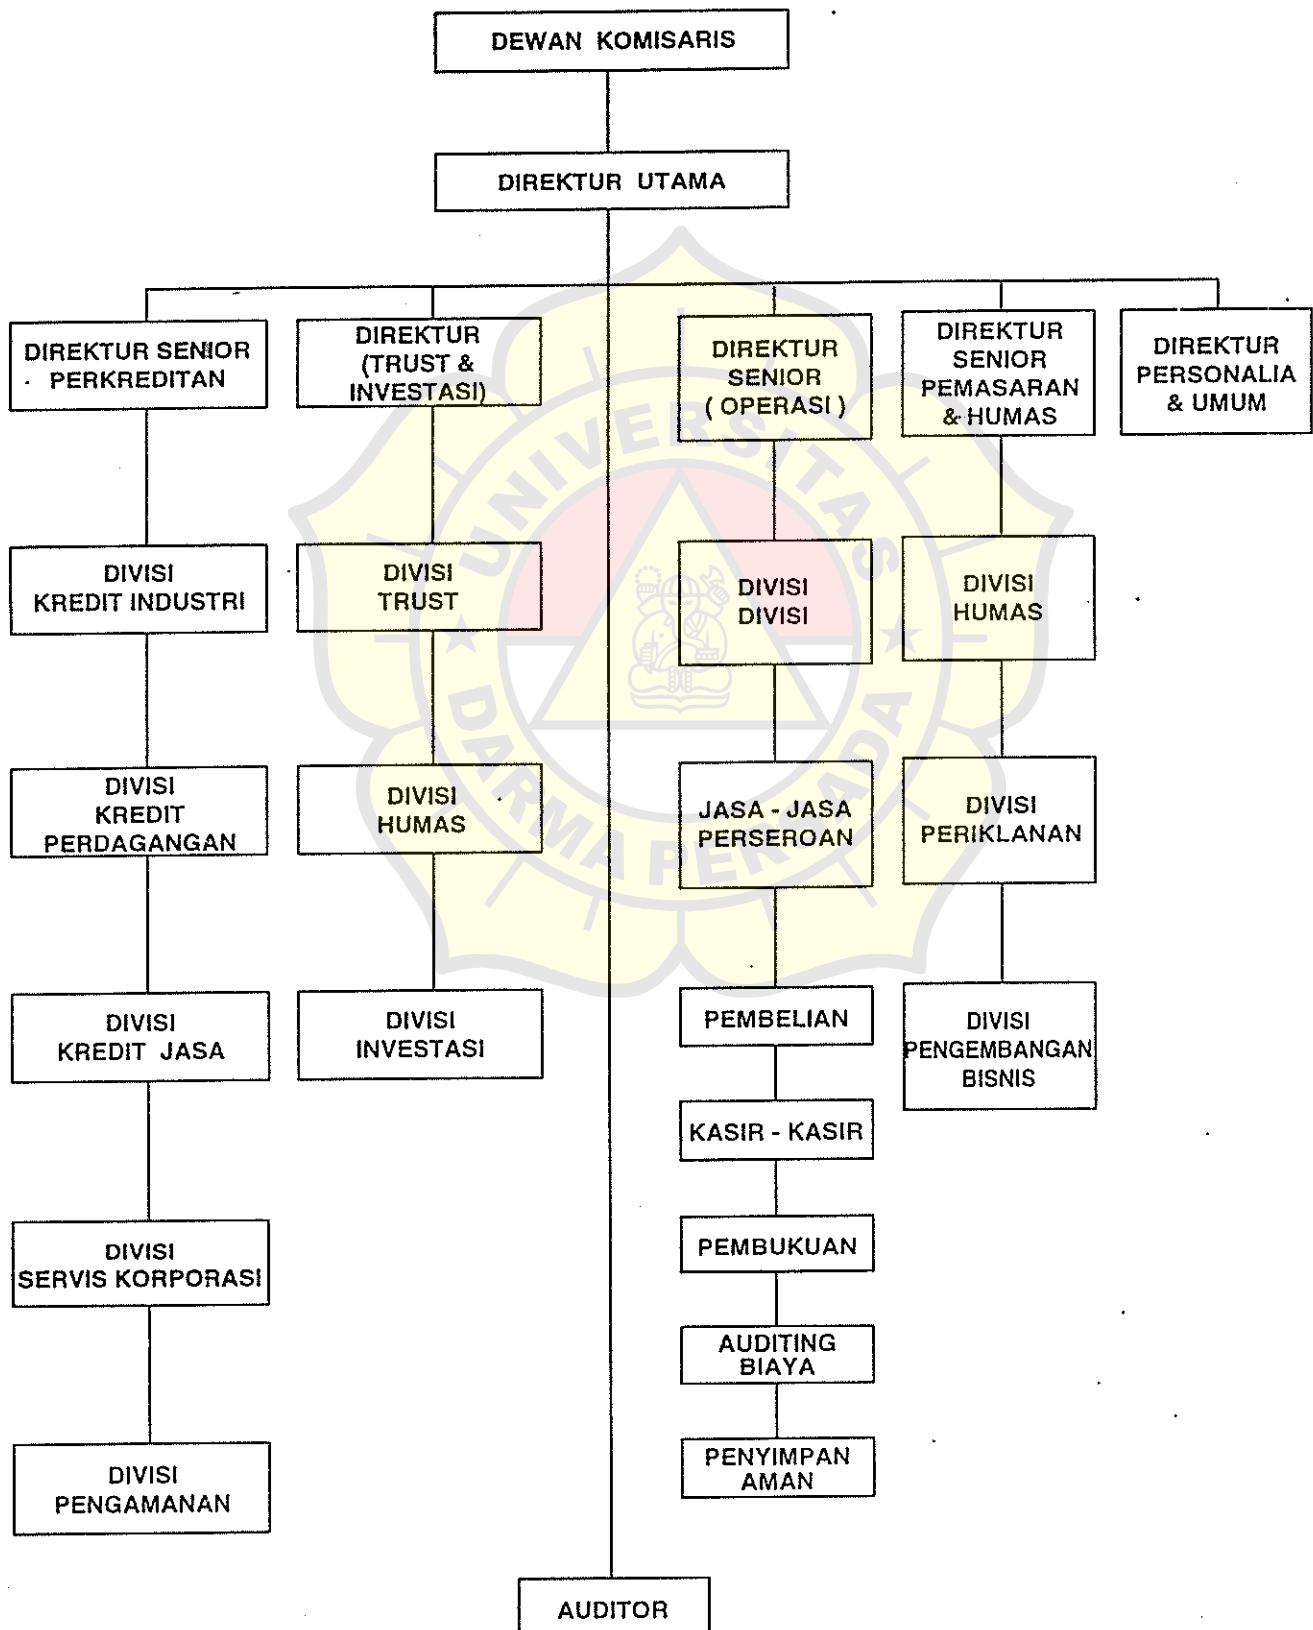 DEWAN KOMISARIS
DIREKTUR UTAMA
DIREKTUR SENIOR
PERKREDITAN
DIREKTUR
(TRUST &
INVESTASI)
DIREKTUR
SENIOR
( OPERASI )
DIREKTUR
SENIOR
PEMASARAN
& HUMAS
DIREKTUR
PERSONALIA
& UMUM
DIVISI
KREDIT INDUSTRI
DIVISI
TRUST
DIVISI
DIVISI
DIVISI
HUMAS
DIVISI
KREDIT
PERDAGANGAN
DIVISI
HUMAS
JASA - JASA
PERSEROAN
DIVISI
PERIKLANAN
DIVISI
KREDIT JASA
DIVISI
INVESTASI
PEMBELIAN
DIVISI
PENGEMBANGAN
BISNIS
KASIR - KASIR
DIVISI
SERVIS KORPORASI
PEMBUKUAN
AUDITING
BIAYA
DIVISI
PENGAMANAN
PENYIMPAN
AMAN
AUDITOR
UNIVERSITAS
DARMA PERSADA